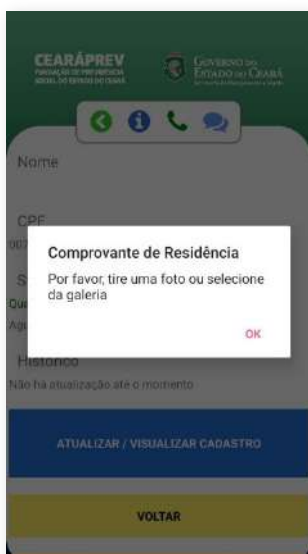 CEARÁPREV
FUNDAÇÃO DE PREVIDÊNCIA
SOCIAL DO ESTADO DO CEARÁ
GOVERNO DO
ESTADO DO CEARÁ
Nome
CPF
007
Comprovante de Residência
Por favor, tire uma foto ou selecione
da galeria
OK
Histórico
Não há atualização até o momento
ATUALIZAR / VISUALIZAR CADASTRO
VOLTAR